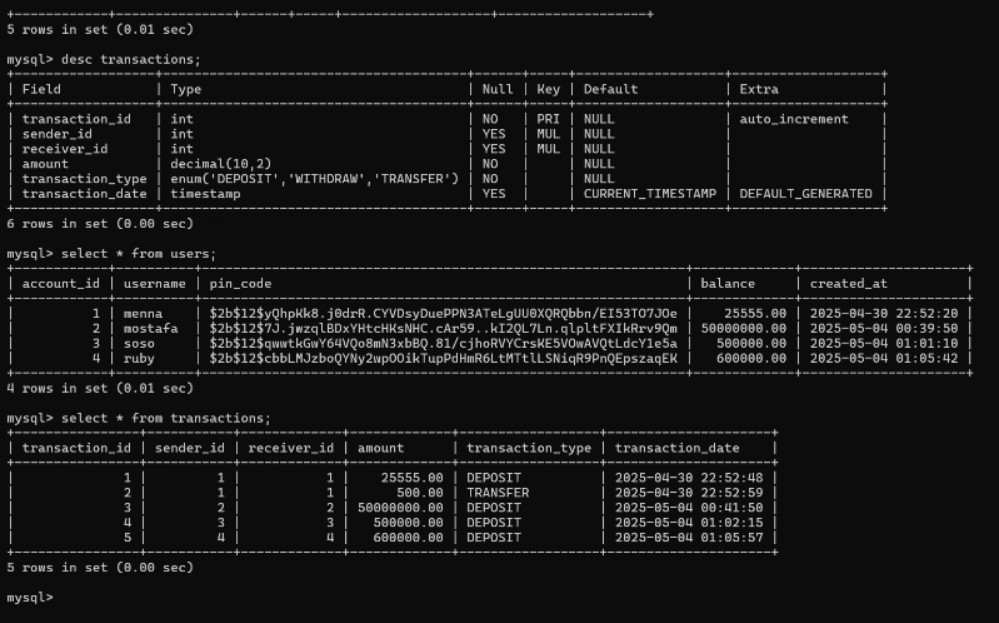 +------------+---------------+------+-----+-------------------+-------------------+
5 rows in set (0.01 sec)
mysql> desc transactions;
+------------------+---------------------------------------+------+-----+-------------------+-------------------+
| Field            | Type                                  | Null | Key | Default           | Extra             |
+------------------+---------------------------------------+------+-----+-------------------+-------------------+
| transaction_id   | int                                   | NO   | PRI | NULL              | auto_increment    |
| sender_id        | int                                   | YES  | MUL | NULL              |                   |
| receiver_id      | int                                   | YES  | MUL | NULL              |                   |
| amount           | decimal(10,2)                         | NO   |     | NULL              |                   |
| transaction_type | enum('DEPOSIT','WITHDRAW','TRANSFER') | NO   |     | NULL              |                   |
| transaction_date | timestamp                             | YES  |     | CURRENT_TIMESTAMP | DEFAULT_GENERATED |
+------------------+---------------------------------------+------+-----+-------------------+-------------------+
6 rows in set (0.00 sec)
mysql> select * from users;
+------------+----------+--------------------------------------------------------------+-------------+---------------------+
| account_id | username | pin_code                                                     | balance     | created_at          |
+------------+----------+--------------------------------------------------------------+-------------+---------------------+
|          1 | menna    | $2b$12$yQhpHk8.j0drR.CYVDsyDuePPN3ATeLgUU0XQRQbbn/EI53TO7JOe |    25555.00 | 2025-04-30 22:52:20 |
|          2 | mostafa  | $2b$12$7J.jwzqlBDxYHtcHKsNHC.cAr59..kI2QL7Ln.qlpltFXIkRrv9Qm | 50000000.00 | 2025-05-04 00:39:50 |
|          3 | soso     | $2b$12$qwwtkGwY64VQo8mN3xbBQ.81/cjhoRVYCrsKE5VOwAVQtLdcY1e5a |   500000.00 | 2025-05-04 01:01:10 |
|          4 | ruby     | $2b$12$cbbLMJzboQYNy2wpOOikTupPdHmR6LtMTtlLSNiqR9PnQEpszaqEK |   600000.00 | 2025-05-04 01:05:42 |
+------------+----------+--------------------------------------------------------------+-------------+---------------------+
4 rows in set (0.01 sec)
mysql> select * from transactions;
+----------------+-----------+-------------+-------------+------------------+---------------------+
| transaction_id | sender_id | receiver_id | amount      | transaction_type | transaction_date    |
+----------------+-----------+-------------+-------------+------------------+---------------------+
|              1 |         1 |           1 |    25555.00 | DEPOSIT          | 2025-04-30 22:52:48 |
|              2 |         1 |           1 |      500.00 | TRANSFER         | 2025-04-30 22:52:59 |
|              3 |         2 |           2 | 50000000.00 | DEPOSIT          | 2025-05-04 00:41:50 |
|              4 |         3 |           3 |   500000.00 | DEPOSIT          | 2025-05-04 01:02:15 |
|              5 |         4 |           4 |   600000.00 | DEPOSIT          | 2025-05-04 01:05:57 |
+----------------+-----------+-------------+-------------+------------------+---------------------+
5 rows in set (0.00 sec)
mysql>